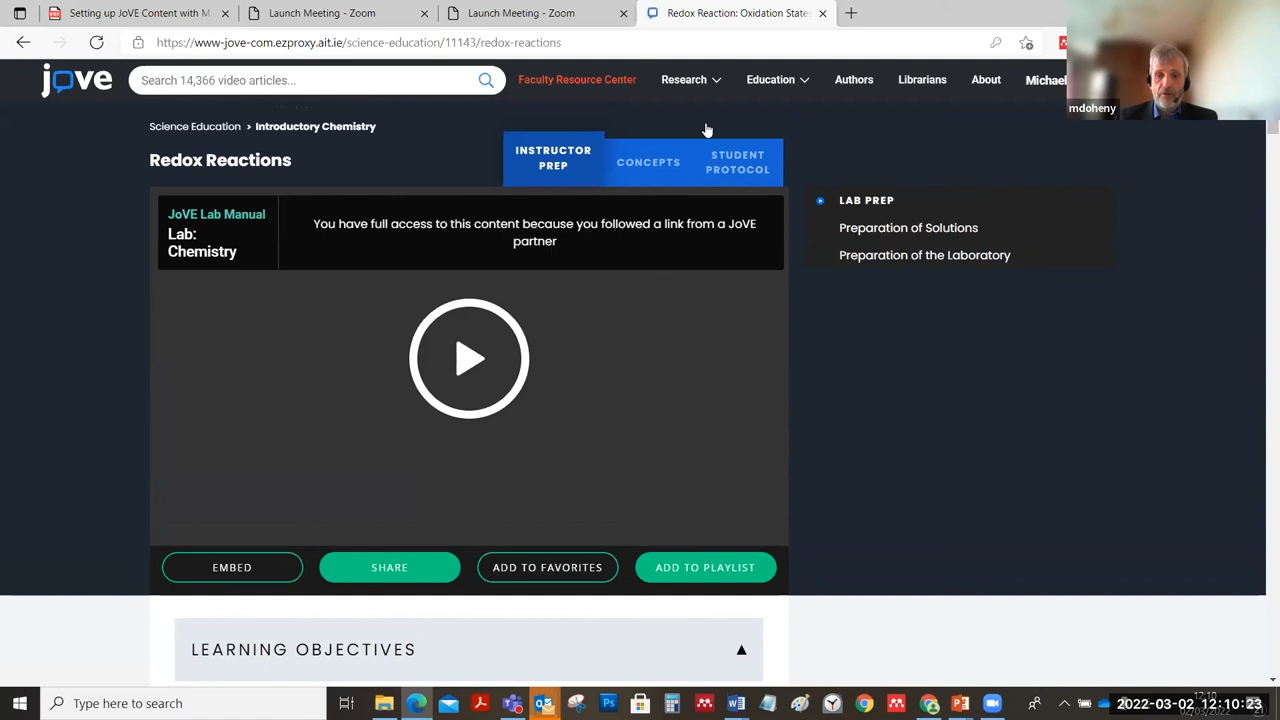 Setting up JoVE Content with M
Launch Meeting - Zoom
Launch Meeting - Zoom
Redox Reaction: Oxidation State
https://www-jove-com.ezproxy.ait.ie/science-education/11143/redox-reactions
jove
Search 14,366 video articles...
Faculty Resource Center
Research
Education
Authors
Librarians
About
Michael
mdoheny
Science Education > Introductory Chemistry
Redox Reactions
INSTRUCTOR
PREP
CONCEPTS
STUDENT
PROTOCOL
JoVE Lab Manual
Lab:
Chemistry
You have full access to this content because you followed a link from a JoVE
partner
LAB PREP
Preparation of Solutions
Preparation of the Laboratory
EMBED
SHARE
ADD TO FAVORITES
ADD TO PLAYLIST
LEARNING OBJECTIVES
Type here to search
12:10
2022-03-02 12:10:23
02/03/2022